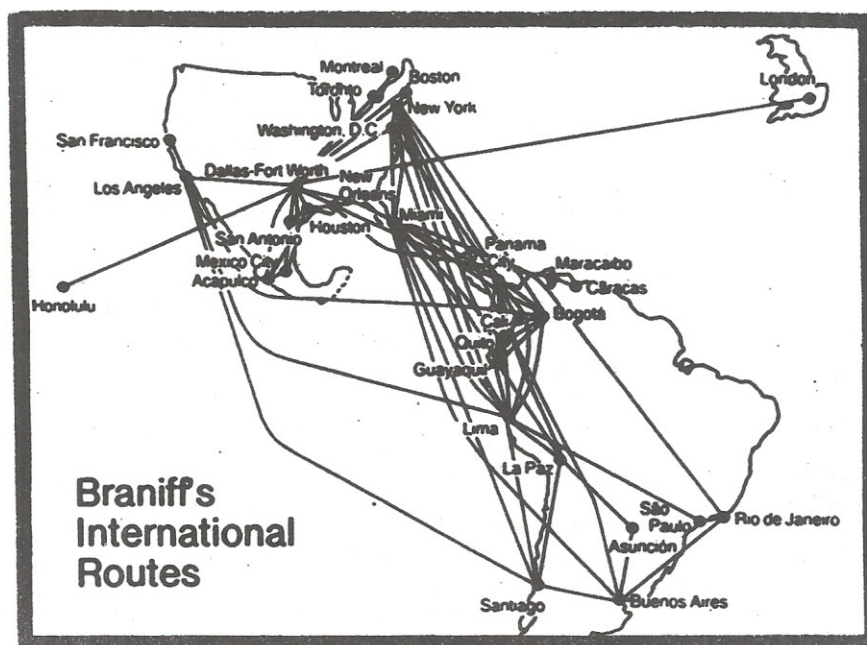 Montreal
Boston
Toronto
New York
London
Washington, D.C.
San Francisco
Dallas-Fort Worth
New
Orleans
Los Angeles
Miami
Houston
San Antonio
Panama
City
Mexico City
Maracaibo
Acapulco
Caracas
Honolulu
Cali
Bogotá
Quito
Guayaquil
Lima
La Paz
Braniff's
International
Routes
São
Paulo
Rio de Janeiro
Asunción
Santiago
Buenos Aires